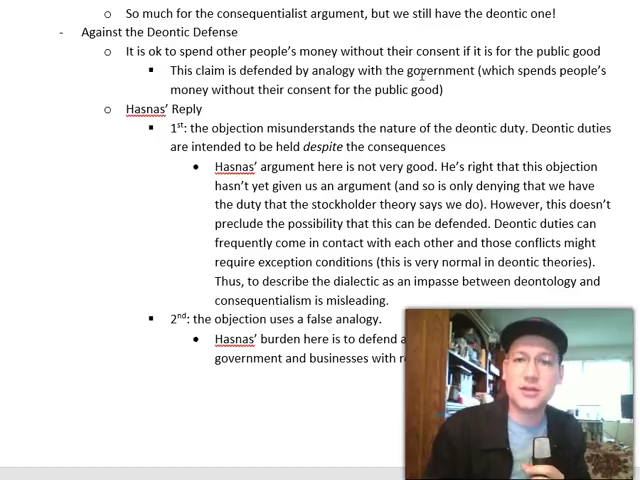 o So much for the consequentialist argument, but we still have the deontic one!
- Against the Deontic Defense
o It is ok to spend other people's money without their consent if it is for the public good
▪ This claim is defended by analogy with the government (which spends people's
money without their consent for the public good)
o Hasnas' Reply
▪ 1st: the objection misunderstands the nature of the deontic duty. Deontic duties
are intended to be held despite the consequences
• Hasnas' argument here is not very good. He's right that this objection
hasn't yet given us an argument (and so is only denying that we have
the duty that the stockholder theory says we do). However, this doesn't
preclude the possibility that this can be defended. Deontic duties can
frequently come in contact with each other and those conflicts might
require exception conditions (this is very normal in deontic theories).
Thus, to describe the dialectic as an impasse between deontology and
consequentialism is misleading.
▪ 2nd: the objection uses a false analogy.
• Hasnas' burden here is to defend a
government and businesses with r